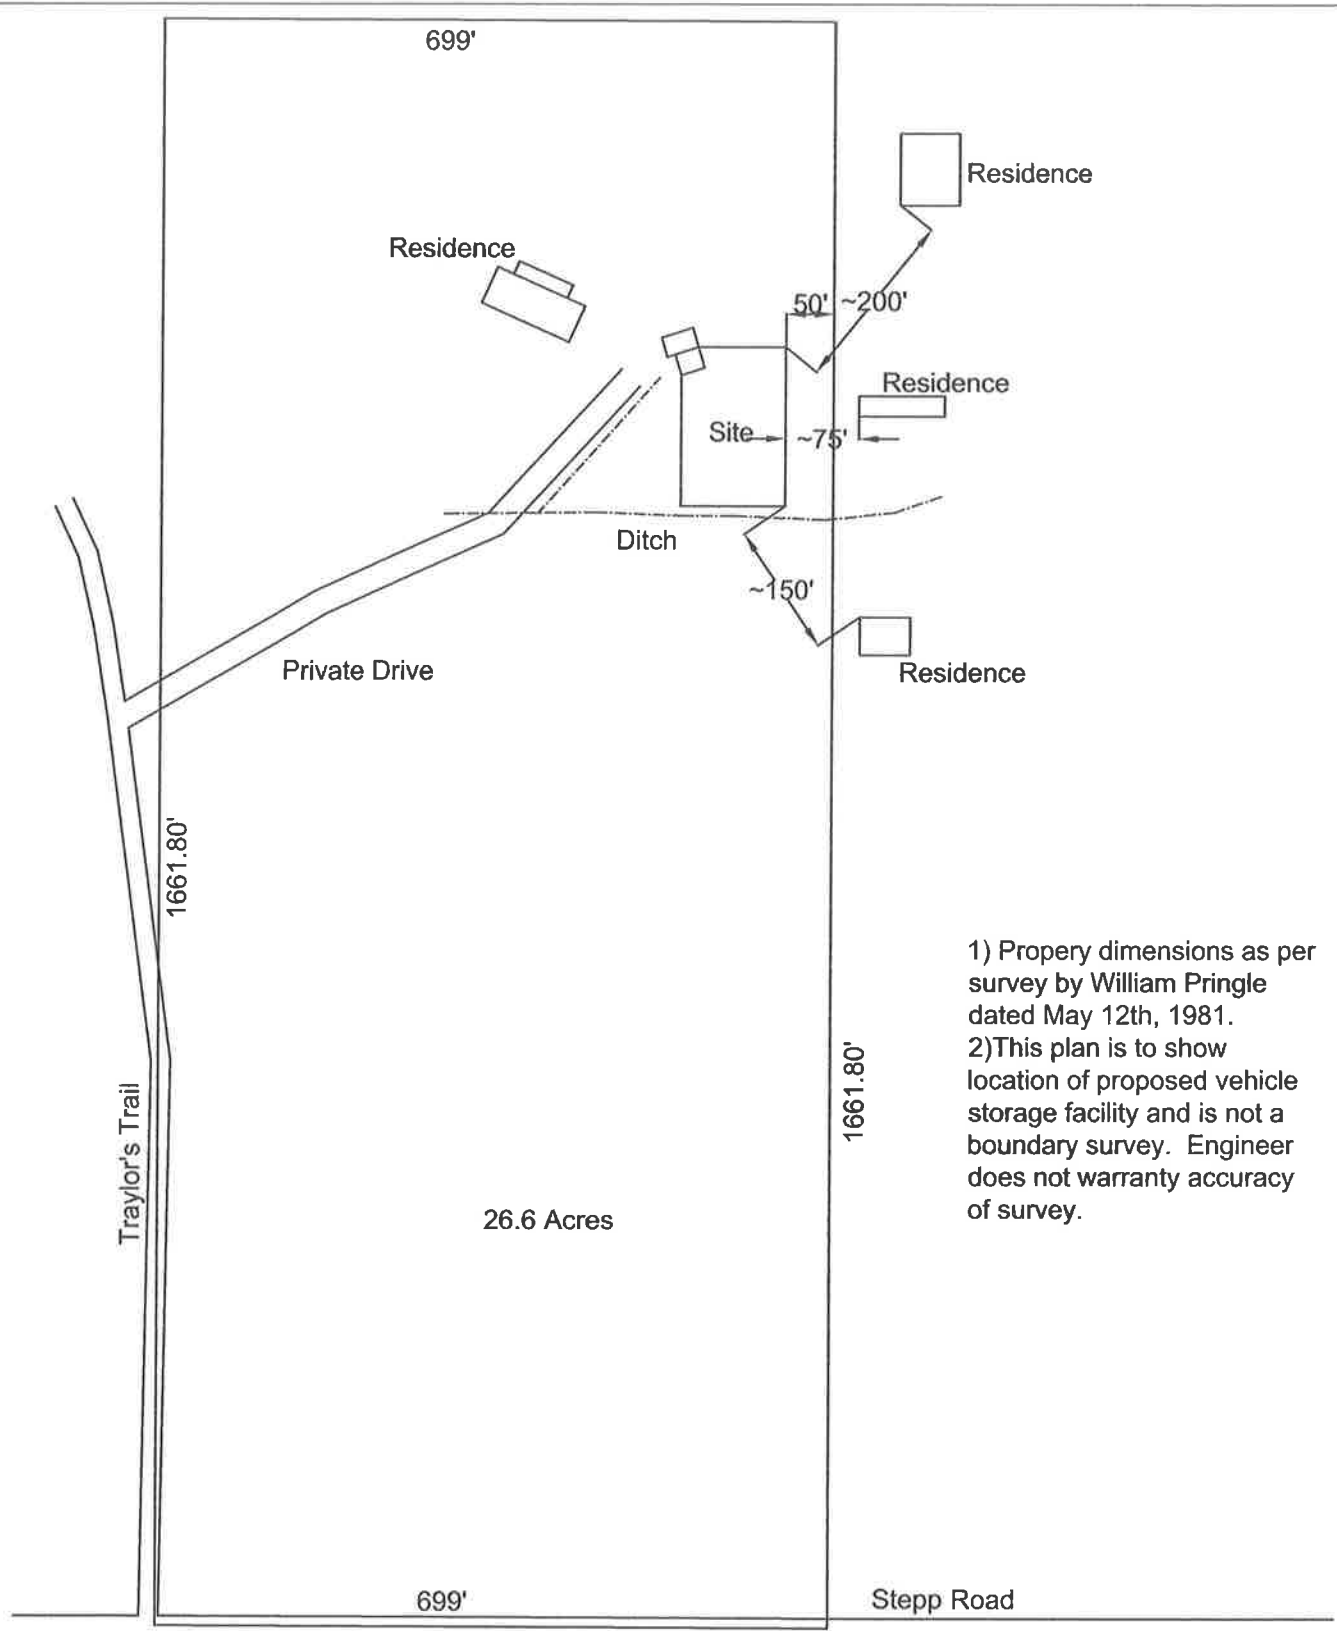 699'
Residence
Residence
50'
~200'
Residence
Site
~75'
Ditch
~150'
Private Drive
Residence
1661.80'
1) Propery dimensions as per
survey by William Pringle
dated May 12th, 1981.
2)This plan is to show
location of proposed vehicle
storage facility and is not a
boundary survey. Engineer
does not warranty accuracy
of survey.
1661.80'
Traylor's Trail
26.6 Acres
699'
Stepp Road